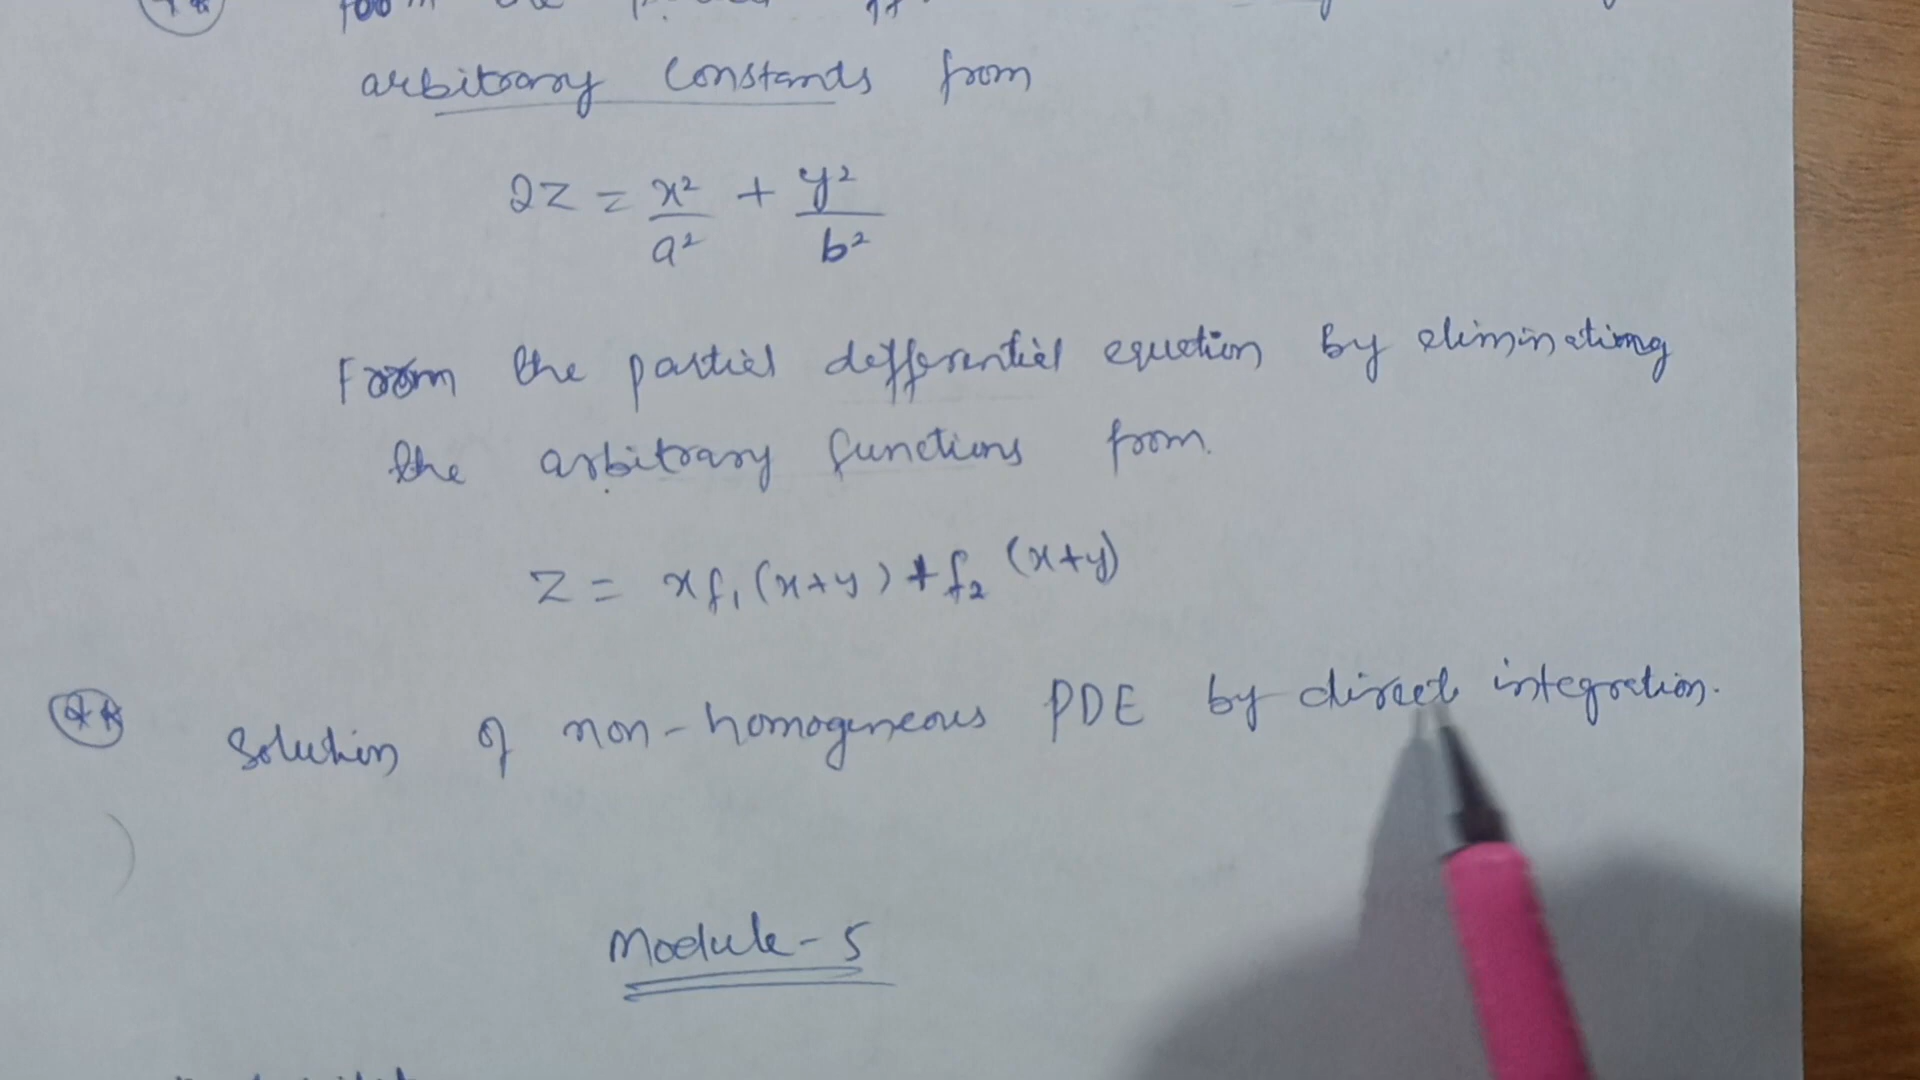 arbitrary constants from
2z = x²/a² + y²/b²
Form the partial differential equation by eliminating
the arbitrary functions from
z = xf₁(x+y) + f₂(x+y)
** Solution of non-homogeneous PDE by direct integration.
Module-5